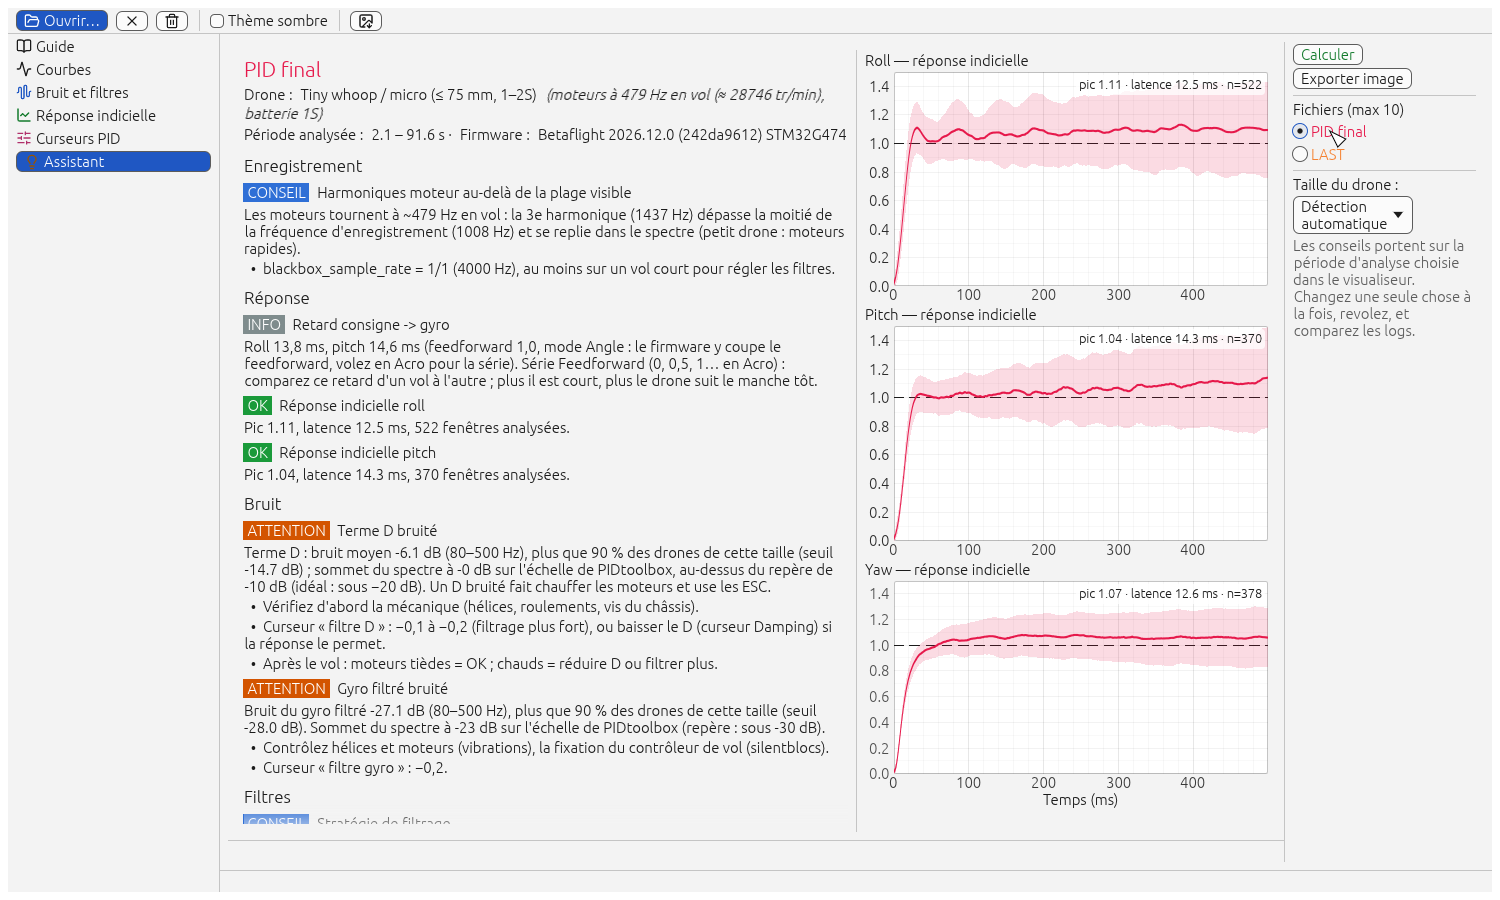 Ouvrir…
Thème sombre
Guide
Courbes
Bruit et filtres
Réponse indicielle
Curseurs PID
Assistant
PID final
Drone : Tiny whoop / micro (≤ 75 mm, 1–2S) (moteurs à 479 Hz en vol (≈ 28746 tr/min),
batterie 1S)
Période analysée : 2.1 – 91.6 s · Firmware : Betaflight 2026.12.0 (242da9612) STM32G474
Enregistrement
CONSEIL Harmoniques moteur au-delà de la plage visible
Les moteurs tournent à ~479 Hz en vol : la 3e harmonique (1437 Hz) dépasse la moitié de
la fréquence d'enregistrement (1008 Hz) et se replie dans le spectre (petit drone : moteurs
rapides).
• blackbox_sample_rate = 1/1 (4000 Hz), au moins sur un vol court pour régler les filtres.
Réponse
INFO Retard consigne -> gyro
Roll 13,8 ms, pitch 14,6 ms (feedforward 1,0, mode Angle : le firmware y coupe le
feedforward, volez en Acro pour la série). Série Feedforward (0, 0,5, 1… en Acro) :
comparez ce retard d'un vol à l'autre ; plus il est court, plus le drone suit le manche tôt.
OK Réponse indicielle roll
Pic 1.11, latence 12.5 ms, 522 fenêtres analysées.
OK Réponse indicielle pitch
Pic 1.04, latence 14.3 ms, 370 fenêtres analysées.
Bruit
ATTENTION Terme D bruité
Terme D : bruit moyen -6.1 dB (80–500 Hz), plus que 90 % des drones de cette taille (seuil
-14.7 dB) ; sommet du spectre à -0 dB sur l'échelle de PIDtoolbox, au-dessus du repère de
-10 dB (idéal : sous −20 dB). Un D bruité fait chauffer les moteurs et use les ESC.
• Vérifiez d'abord la mécanique (hélices, roulements, vis du châssis).
• Curseur « filtre D » : −0,1 à −0,2 (filtrage plus fort), ou baisser le D (curseur Damping) si
la réponse le permet.
• Après le vol : moteurs tièdes = OK ; chauds = réduire D ou filtrer plus.
ATTENTION Gyro filtré bruité
Bruit du gyro filtré -27.1 dB (80–500 Hz), plus que 90 % des drones de cette taille (seuil
-28.0 dB). Sommet du spectre à -23 dB sur l'échelle de PIDtoolbox (repère : sous -30 dB).
• Contrôlez hélices et moteurs (vibrations), la fixation du contrôleur de vol (silentblocs).
• Curseur « filtre gyro » : −0,2.
Filtres
CONSEIL Stratégie de filtrage
Roll — réponse indicielle
pic 1.11 · latence 12.5 ms · n=522
1.4
1.2
1.0
0.8
0.6
0.4
0.2
0.0
0 100 200 300 400
Pitch — réponse indicielle
pic 1.04 · latence 14.3 ms · n=370
1.4
1.2
1.0
0.8
0.6
0.4
0.2
0.0
0 100 200 300 400
Yaw — réponse indicielle
pic 1.07 · latence 12.6 ms · n=378
1.4
1.2
1.0
0.8
0.6
0.4
0.2
0.0
0 100 200 300 400
Temps (ms)
Calculer
Exporter image
Fichiers (max 10)
PID final
LAST
Taille du drone :
Détection
automatique
Les conseils portent sur la
période d'analyse choisie
dans le visualiseur.
Changez une seule chose à
la fois, revolez, et
comparez les logs.